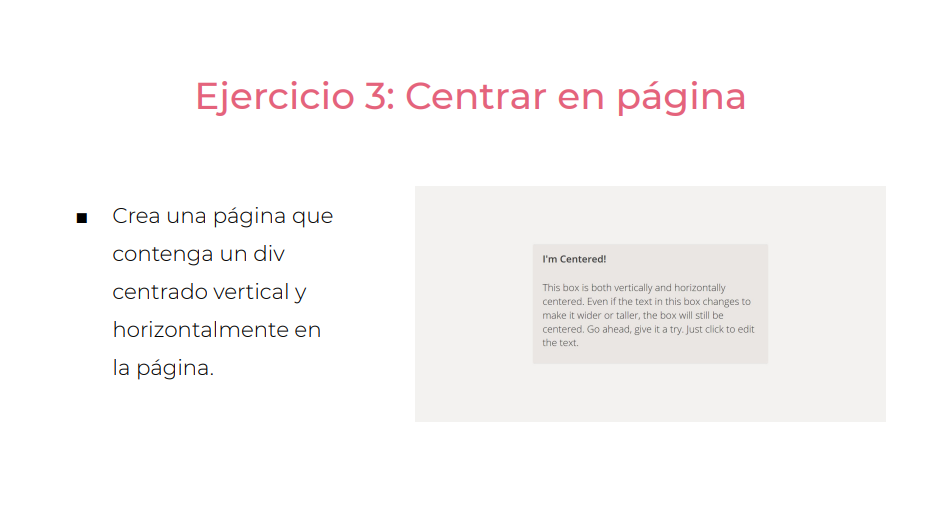 Ejercicio 3: Centrar en página
▪ Crea una página que
contenga un div
centrado vertical y
horizontalmente en
la página.
I'm Centered!
This box is both vertically and horizontally
centered. Even if the text in this box changes to
make it wider or taller, the box will still be
centered. Go ahead, give it a try. Just click to edit
the text.